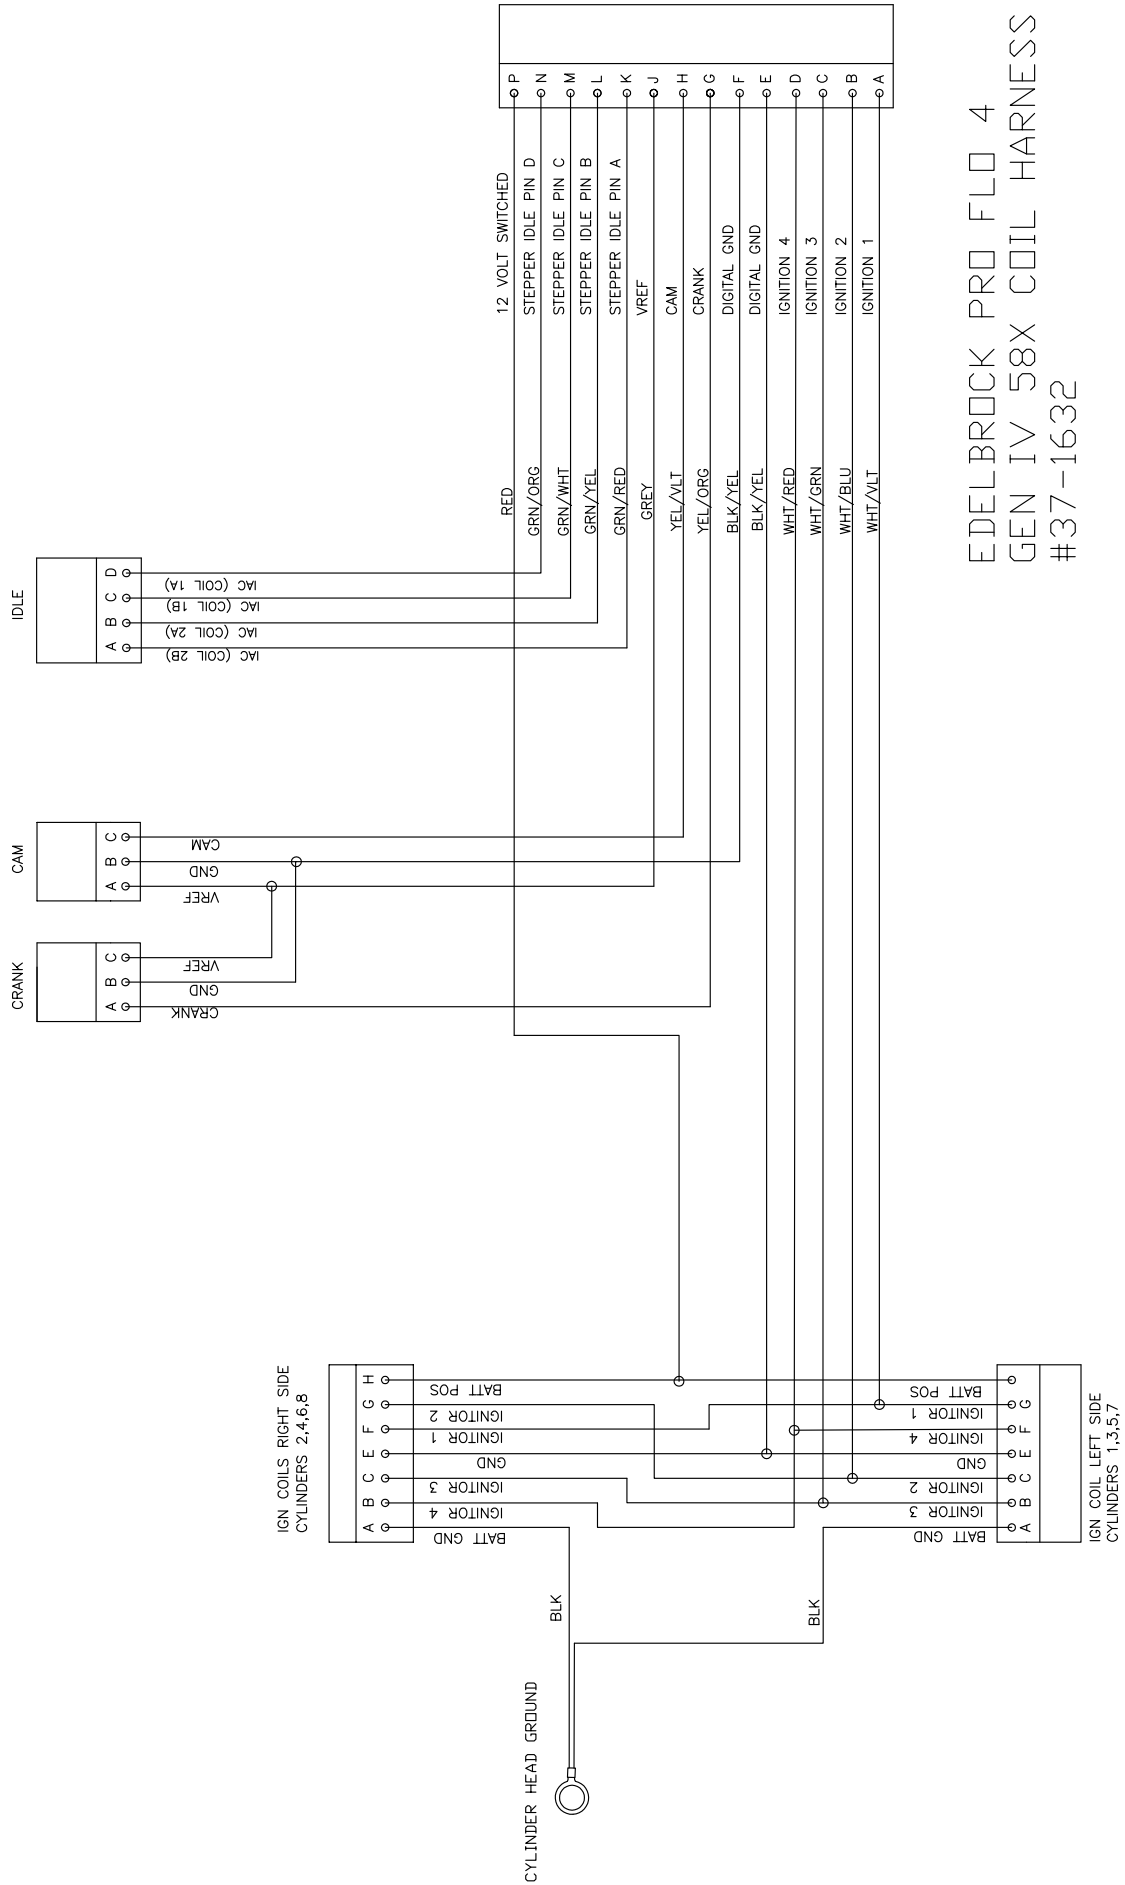 IDLE
D
C
B
A
IAC (COIL 1A)
IAC (COIL 1B)
IAC (COIL 2A)
IAC (COIL 2B)
CAM
C
B
A
CAM
GND
VREF
CRANK
C
B
A
VREF
GND
CRANK
P
N
M
L
K
J
H
G
F
E
D
C
B
A
12 VOLT SWITCHED
STEPPER IDLE PIN D
STEPPER IDLE PIN C
STEPPER IDLE PIN B
STEPPER IDLE PIN A
VREF
CAM
CRANK
DIGITAL GND
DIGITAL GND
IGNITION 4
IGNITION 3
IGNITION 2
IGNITION 1
RED
GRN/ORG
GRN/WHT
GRN/YEL
GRN/RED
GREY
YEL/VLT
YEL/ORG
BLK/YEL
BLK/YEL
WHT/RED
WHT/GRN
WHT/BLU
WHT/VLT
EDELBROCK PRO FLO 4
GEN IV 58X COIL HARNESS
#37-1632
IGN COILS RIGHT SIDE
CYLINDERS 2,4,6,8
H
G
F
E
C
B
A
BATT POS
IGNITOR 2
IGNITOR 1
GND
IGNITOR 3
IGNITOR 4
BATT GND
BATT POS
IGNITOR 1
IGNITOR 4
GND
IGNITOR 2
IGNITOR 3
BATT GND
G
F
E
C
B
A
IGN COIL LEFT SIDE
CYLINDERS 1,3,5,7
BLK
BLK
CYLINDER HEAD GROUND